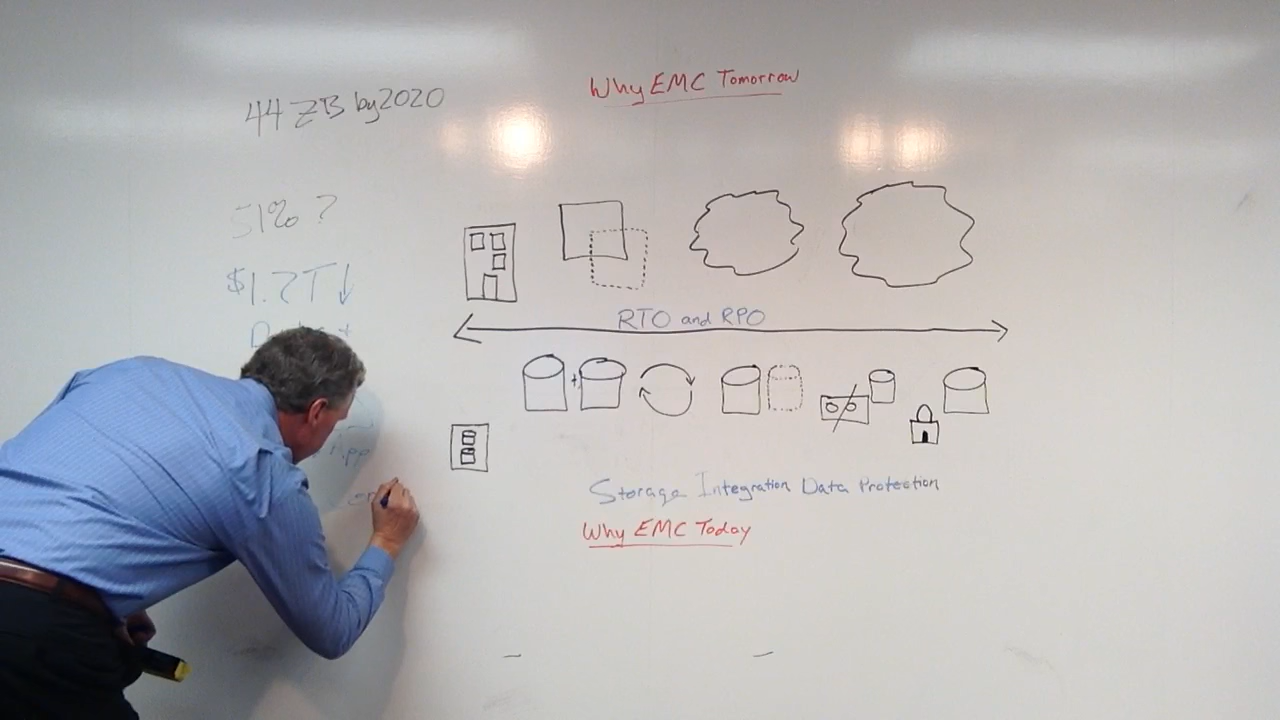 Why EMC Tomorrow
44 ZB by 2020
51% ?
$1.7T↓
RTO and RPO
+
App
Storage Integration Data Protection
Why EMC Today